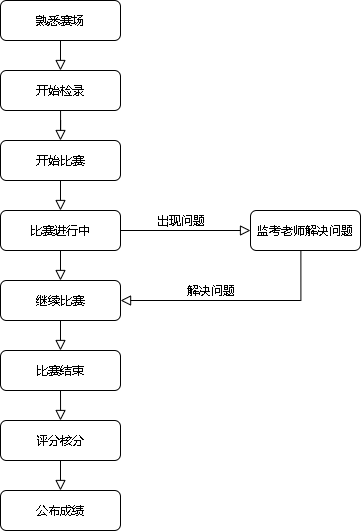 熟悉赛场
开始检录
开始比赛
比赛进行中
出现问题
监考老师解决问题
解决问题
继续比赛
比赛结束
评分核分
公布成绩